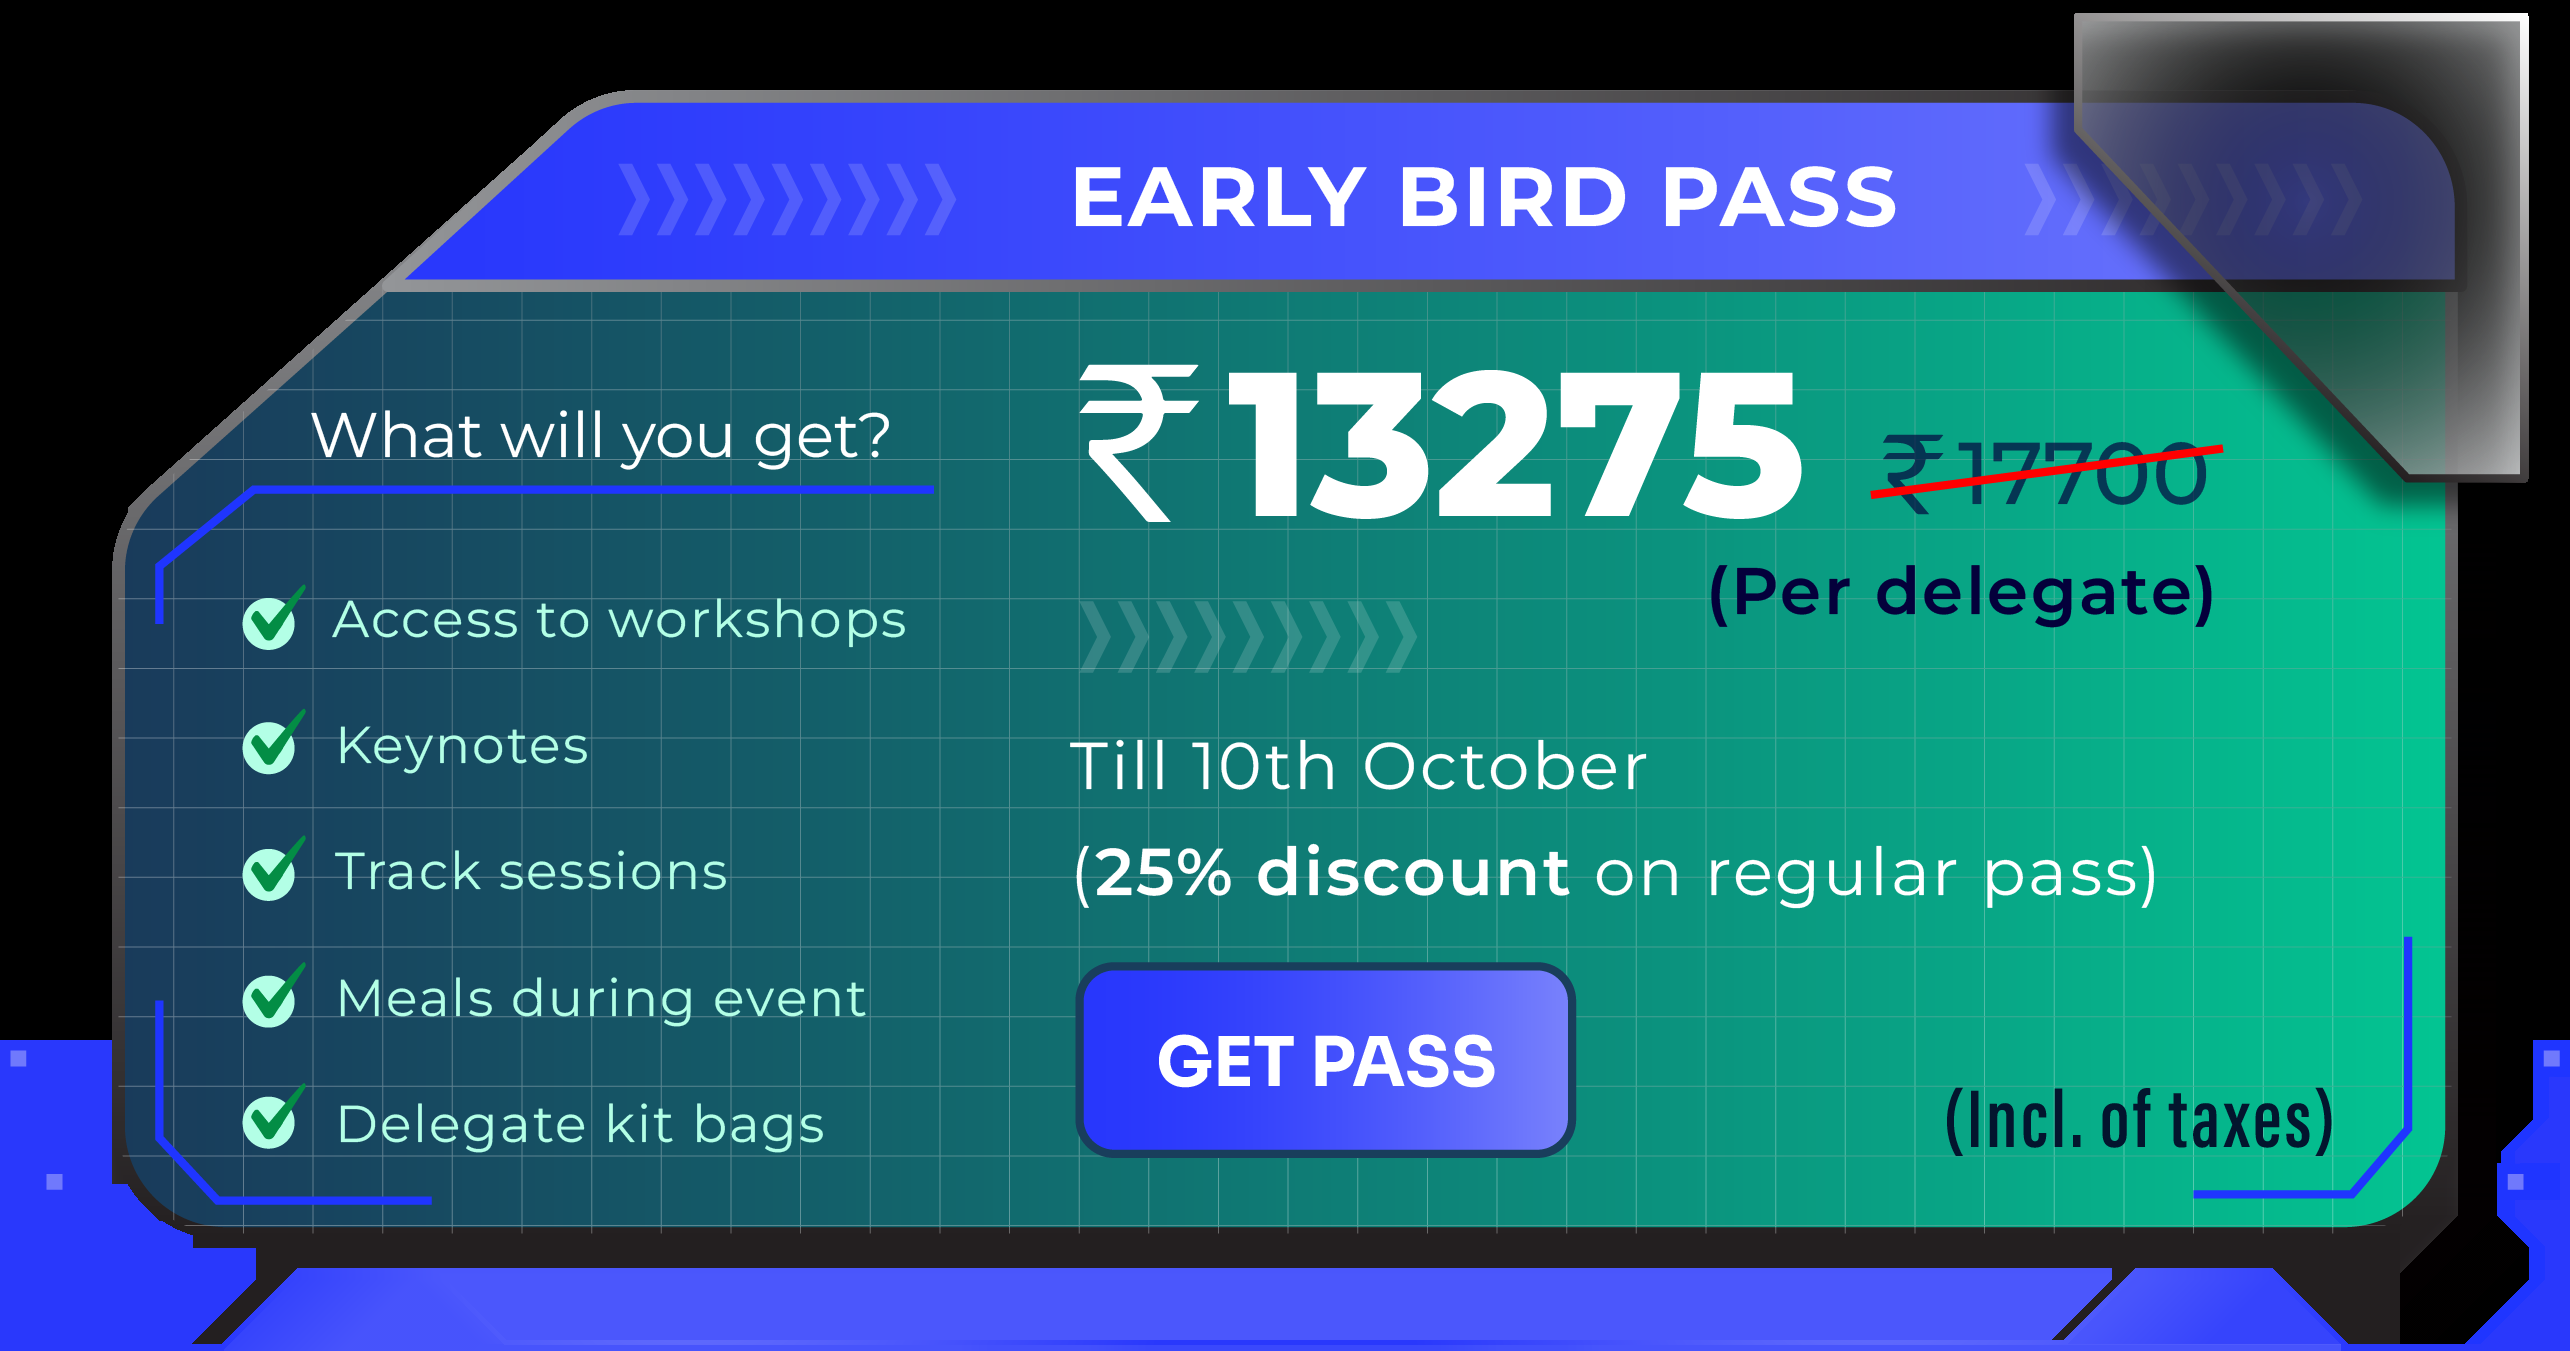 EARLY BIRD PASS
What will you get?
Access to workshops
Keynotes
Track sessions
Meals during event
Delegate kit bags
₹ 13275 ₹ 17700
(Per delegate)
Till 10th October
(25% discount on regular pass)
GET PASS
(Incl. of taxes)